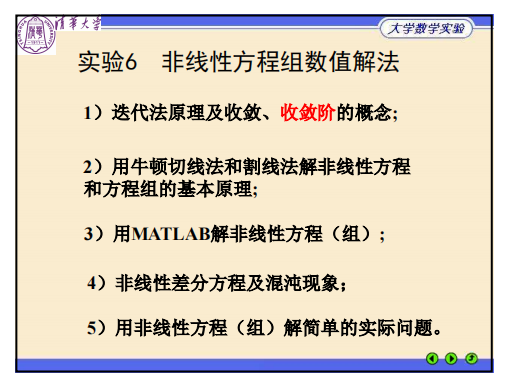 清华大学
大学数学实验
实验6 非线性方程组数值解法
1）迭代法原理及收敛、收敛阶的概念;
2）用牛顿切线法和割线法解非线性方程
和方程组的基本原理;
3）用MATLAB解非线性方程（组）;
4）非线性差分方程及混沌现象；
5）用非线性方程（组）解简单的实际问题。